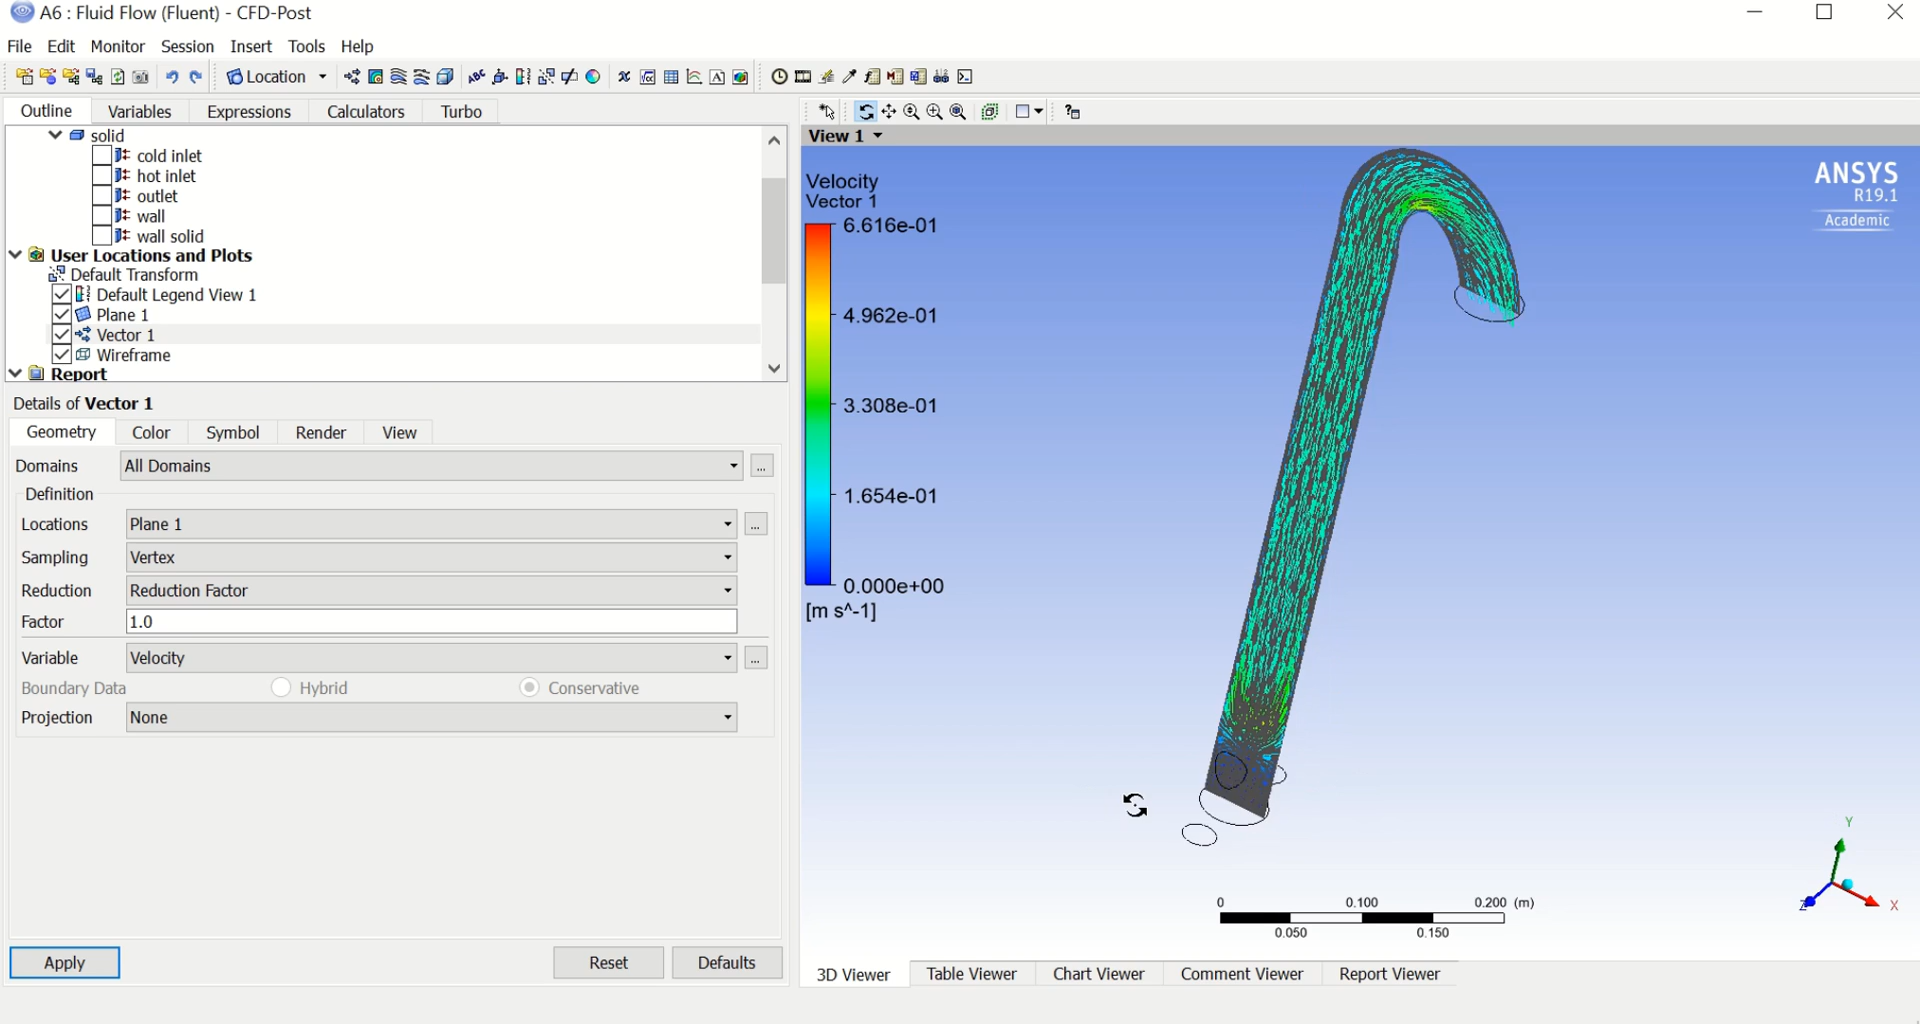 A6 : Fluid Flow (Fluent) - CFD-Post
File Edit Monitor Session Insert Tools Help
Location
Outline Variables Expressions Calculators Turbo
solid
cold inlet
hot inlet
outlet
wall
wall solid
User Locations and Plots
Default Transform
Default Legend View 1
Plane 1
Vector 1
Wireframe
Report
Details of Vector 1
Geometry Color Symbol Render View
Domains All Domains ...
Definition
Locations Plane 1 ...
Sampling Vertex
Reduction Reduction Factor
Factor 1.0
Variable Velocity ...
Boundary Data Hybrid Conservative
Projection None
Apply Reset Defaults
View 1
Velocity
Vector 1
6.616e-01
4.962e-01
3.308e-01
1.654e-01
0.000e+00
[m s^-1]
ANSYS
R19.1
Academic
Y
Z X
0 0.100 0.200 (m)
0.050 0.150
3D Viewer Table Viewer Chart Viewer Comment Viewer Report Viewer